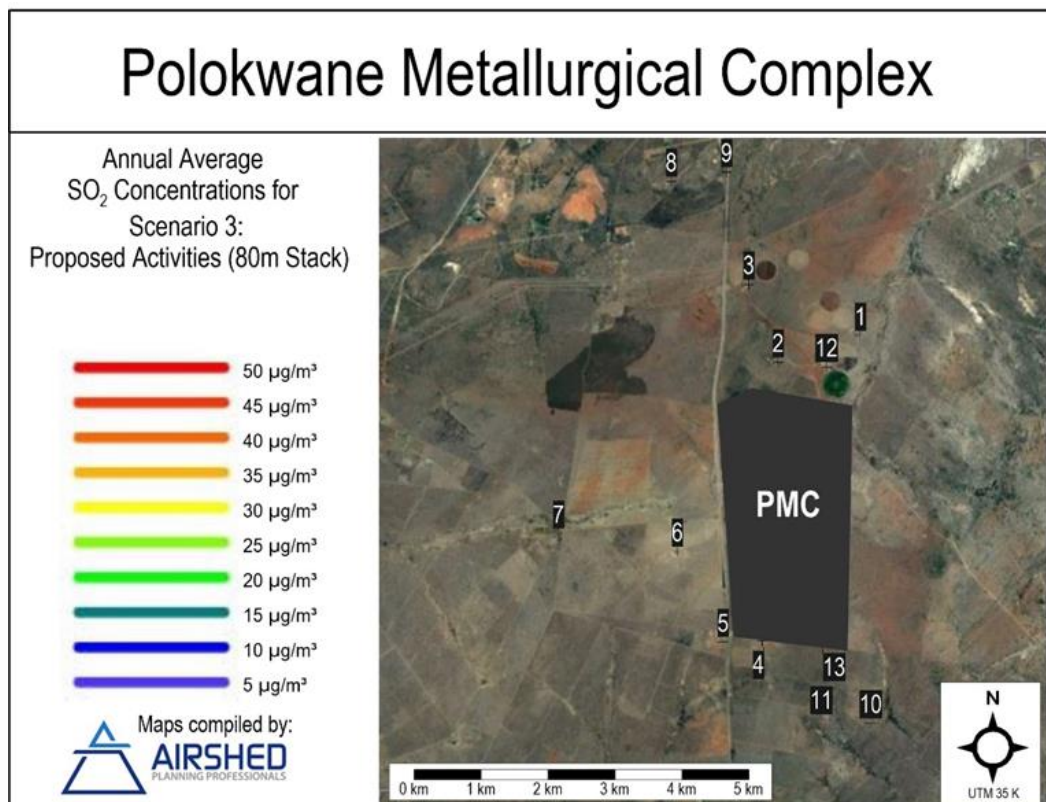 Polokwane Metallurgical Complex
Annual Average
SO₂ Concentrations for
Scenario 3:
Proposed Activities (80m Stack)
50 µg/m³
45 µg/m³
40 µg/m³
35 µg/m³
30 µg/m³
25 µg/m³
20 µg/m³
15 µg/m³
10 µg/m³
5 µg/m³
Maps compiled by:
AIRSHED
PLANNING PROFESSIONALS
8
9
3
1
2
12
PMC
7
6
5
4
13
11
10
0 km 1 km 2 km 3 km 4 km 5 km
N
UTM 35 K